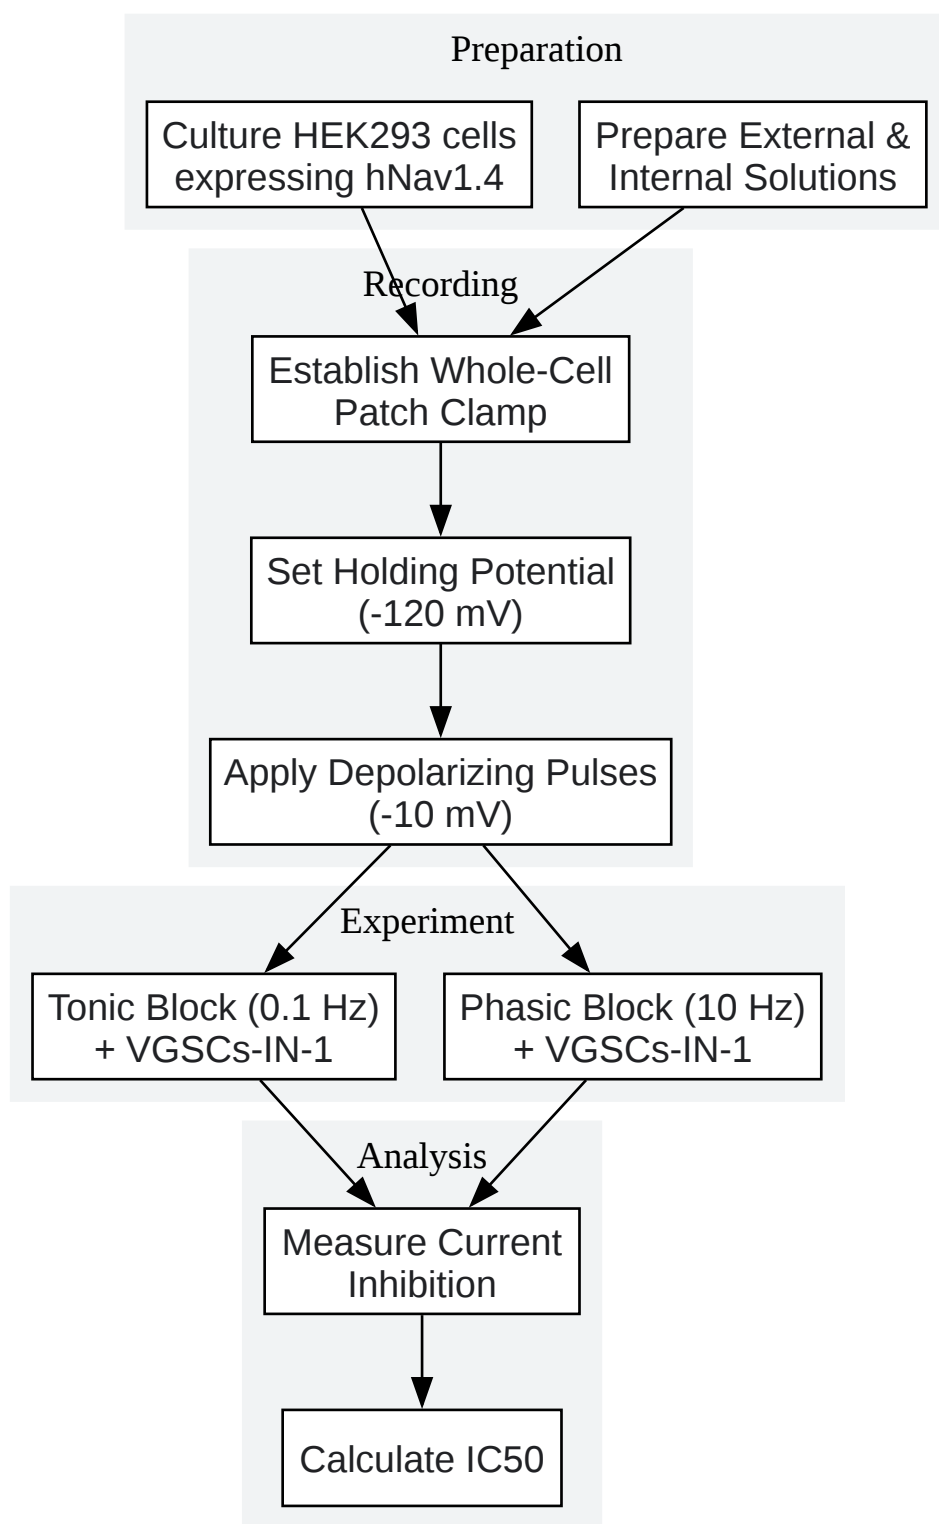 Preparation
Culture HEK293 cells
expressing hNav1.4
Prepare External &
Internal Solutions
Recording
Establish Whole-Cell
Patch Clamp
Set Holding Potential
(-120 mV)
Apply Depolarizing Pulses
(-10 mV)
Experiment
Tonic Block (0.1 Hz)
+ VGSCs-IN-1
Phasic Block (10 Hz)
+ VGSCs-IN-1
Analysis
Measure Current
Inhibition
Calculate IC50